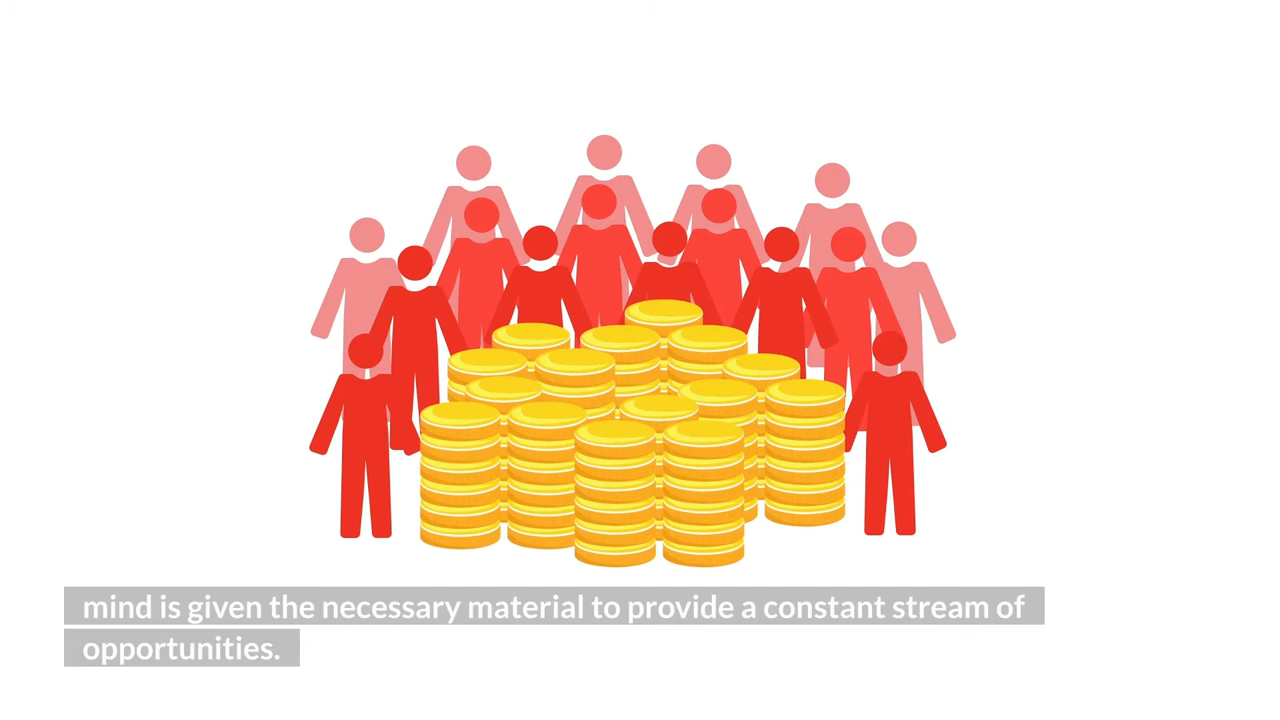 mind is given the necessary material to provide a constant stream of
opportunities.